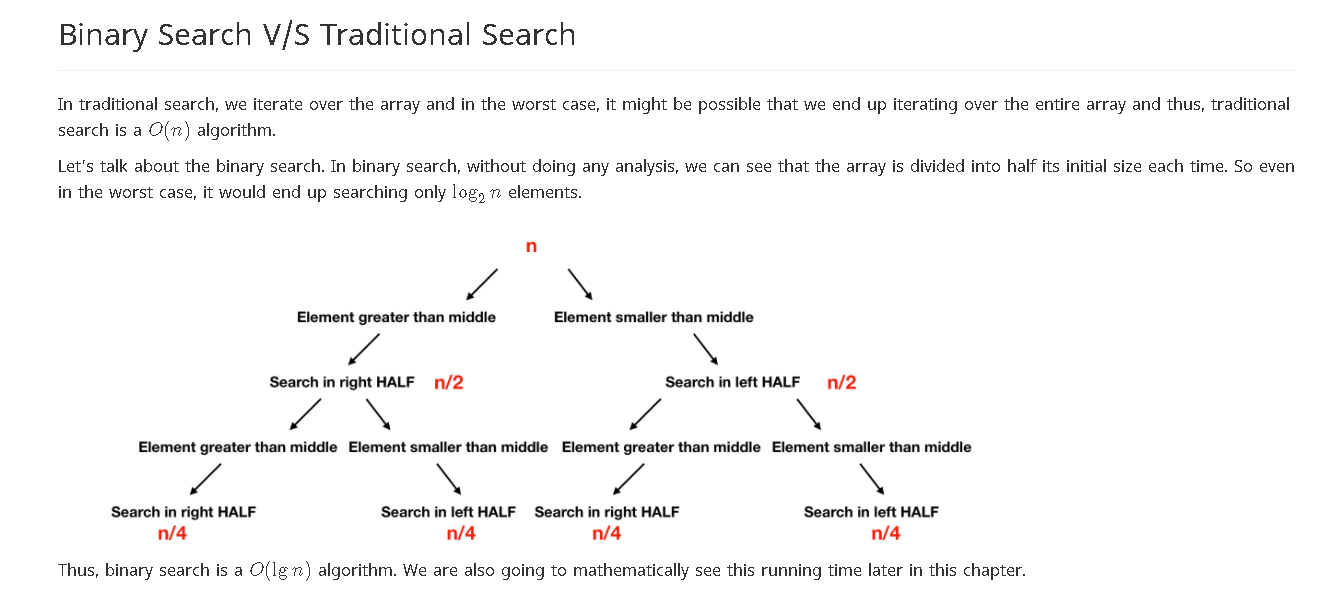 Binary Search V/S Traditional Search
In traditional search, we iterate over the array and in the worst case, it might be possible that we end up iterating over the entire array and thus, traditional
search is a O(n) algorithm.
Let's talk about the binary search. In binary search, without doing any analysis, we can see that the array is divided into half its initial size each time. So even
in the worst case, it would end up searching only log₂ n elements.
n
Element greater than middle Element smaller than middle
Search in right HALF n/2 Search in left HALF n/2
Element greater than middle Element smaller than middle Element greater than middle Element smaller than middle
Search in right HALF Search in left HALF Search in right HALF Search in left HALF
n/4 n/4 n/4 n/4
Thus, binary search is a O(lg n) algorithm. We are also going to mathematically see this running time later in this chapter.